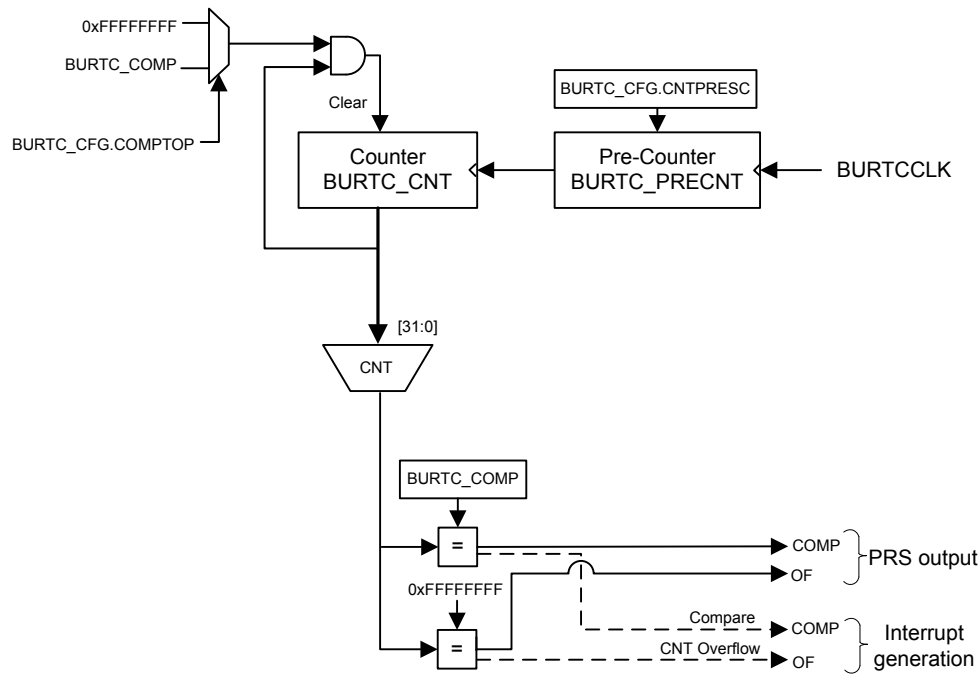 0xFFFFFFFF
BURTC_COMP
BURTC_CFG.COMPTOP
Clear
BURTC_CFG.CNTPRESC
Counter
BURTC_CNT
Pre-Counter
BURTC_PRECNT
BURTCCLK
[31:0]
CNT
BURTC_COMP
=
COMP
OF
PRS output
0xFFFFFFFF
=
Compare
CNT Overflow
COMP
OF
Interrupt
generation